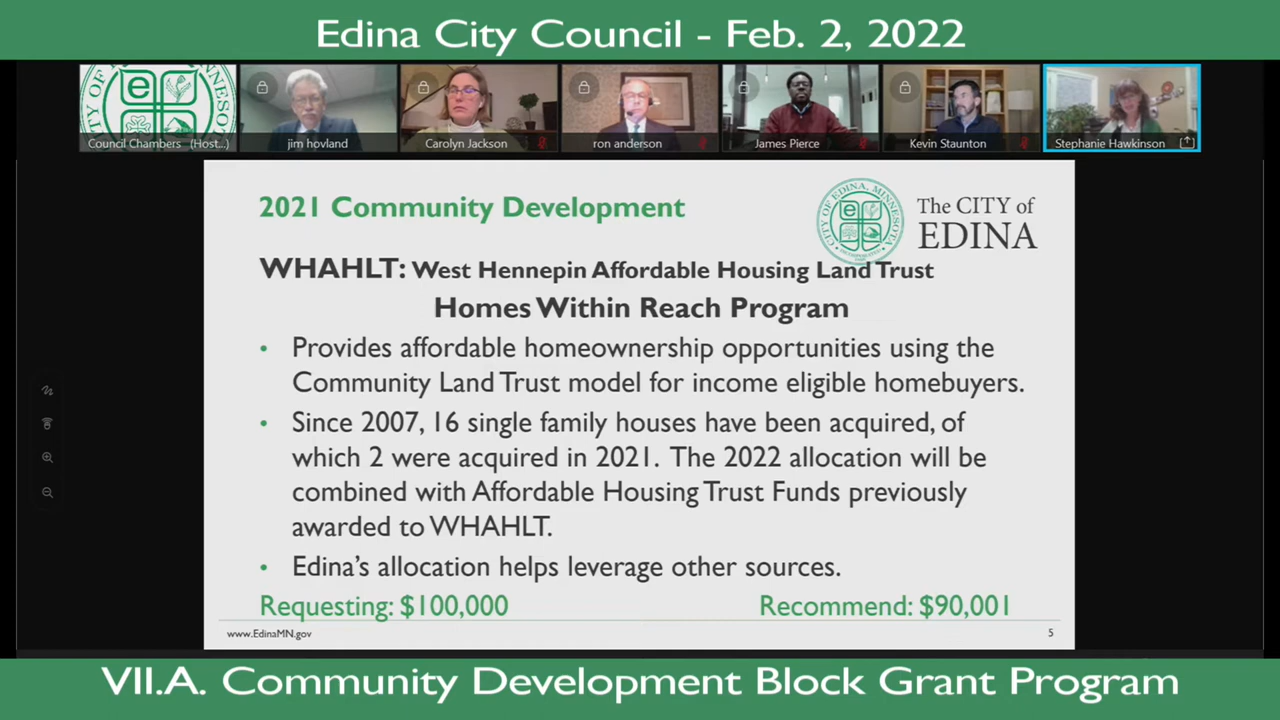 Edina City Council - Feb. 2, 2022
Council Chambers (Host...)
jim hovland
Carolyn Jackson
ron anderson
James Pierce
Kevin Staunton
Stephanie Hawkinson
2021 Community Development
CITY OF EDINA, MINNESOTA
The CITY of
EDINA
WHAHLT: West Hennepin Affordable Housing Land Trust
Homes Within Reach Program
• Provides affordable homeownership opportunities using the
Community Land Trust model for income eligible homebuyers.
• Since 2007, 16 single family houses have been acquired, of
which 2 were acquired in 2021. The 2022 allocation will be
combined with Affordable Housing Trust Funds previously
awarded to WHAHLT.
• Edina's allocation helps leverage other sources.
Requesting: $100,000
Recommend: $90,001
www.EdinaMN.gov
5
VII.A. Community Development Block Grant Program